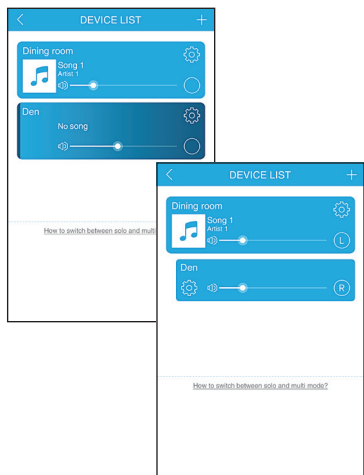 DEVICE LIST
Dining room
Song 1
Artist 1
Den
No song
How to switch between solo and multi
DEVICE LIST
Dining room
Song 1
Artist 1
L
Den
R
How to switch between solo and multi mode?